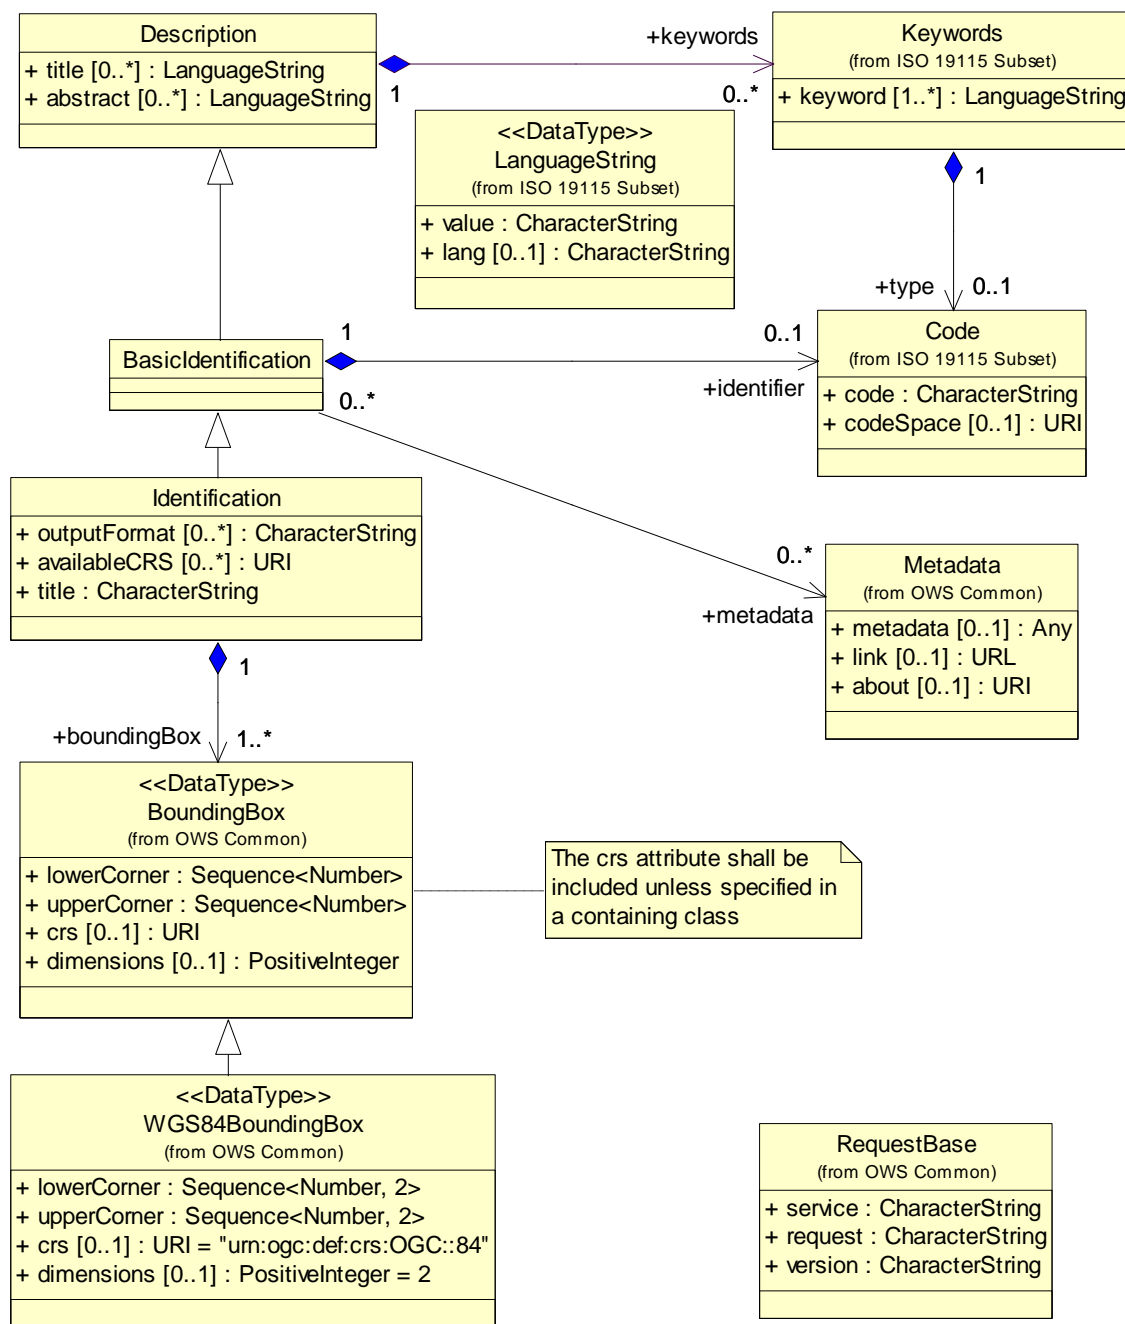 Description
+ title [0..*] : LanguageString
+ abstract [0..*] : LanguageString
+keywords
1
0..*
Keywords
(from ISO 19115 Subset)
+ keyword [1..*] : LanguageString
<<DataType>>
LanguageString
(from ISO 19115 Subset)
+ value : CharacterString
+ lang [0..1] : CharacterString
1
+type
0..1
BasicIdentification
1
0..1
+identifier
0..*
Code
(from ISO 19115 Subset)
+ code : CharacterString
+ codeSpace [0..1] : URI
Identification
+ outputFormat [0..*] : CharacterString
+ availableCRS [0..*] : URI
+ title : CharacterString
0..*
+metadata
Metadata
(from OWS Common)
+ metadata [0..1] : Any
+ link [0..1] : URL
+ about [0..1] : URI
1
+boundingBox
1..*
<<DataType>>
BoundingBox
(from OWS Common)
+ lowerCorner : Sequence<Number>
+ upperCorner : Sequence<Number>
+ crs [0..1] : URI
+ dimensions [0..1] : PositiveInteger
The crs attribute shall be
included unless specified in
a containing class
<<DataType>>
WGS84BoundingBox
(from OWS Common)
+ lowerCorner : Sequence<Number, 2>
+ upperCorner : Sequence<Number, 2>
+ crs [0..1] : URI = "urn:ogc:def:crs:OGC::84"
+ dimensions [0..1] : PositiveInteger = 2
RequestBase
(from OWS Common)
+ service : CharacterString
+ request : CharacterString
+ version : CharacterString